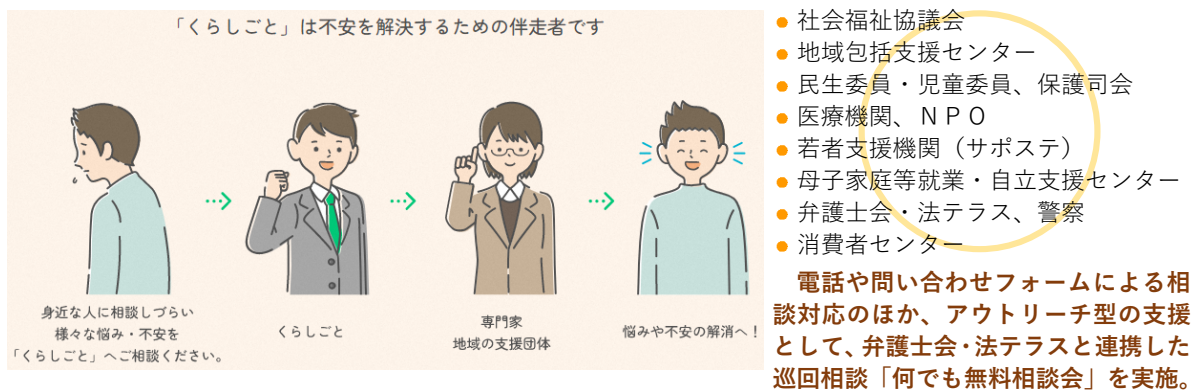 「くらしごと」は不安を解決するための伴走者です
身近な人に相談しづらい
様々な悩み・不安を
「くらしごと」へご相談ください。
くらしごと
専門家
地域の支援団体
悩みや不安の解消へ！
● 社会福祉協議会
● 地域包括支援センター
● 民生委員・児童委員、保護司会
● 医療機関、ＮＰＯ
● 若者支援機関（サポステ）
● 母子家庭等就業・自立支援センター
● 弁護士会・法テラス、警察
● 消費者センター
電話や問い合わせフォームによる相
談対応のほか、アウトリーチ型の支援
として、弁護士会・法テラスと連携した
巡回相談「何でも無料相談会」を実施。